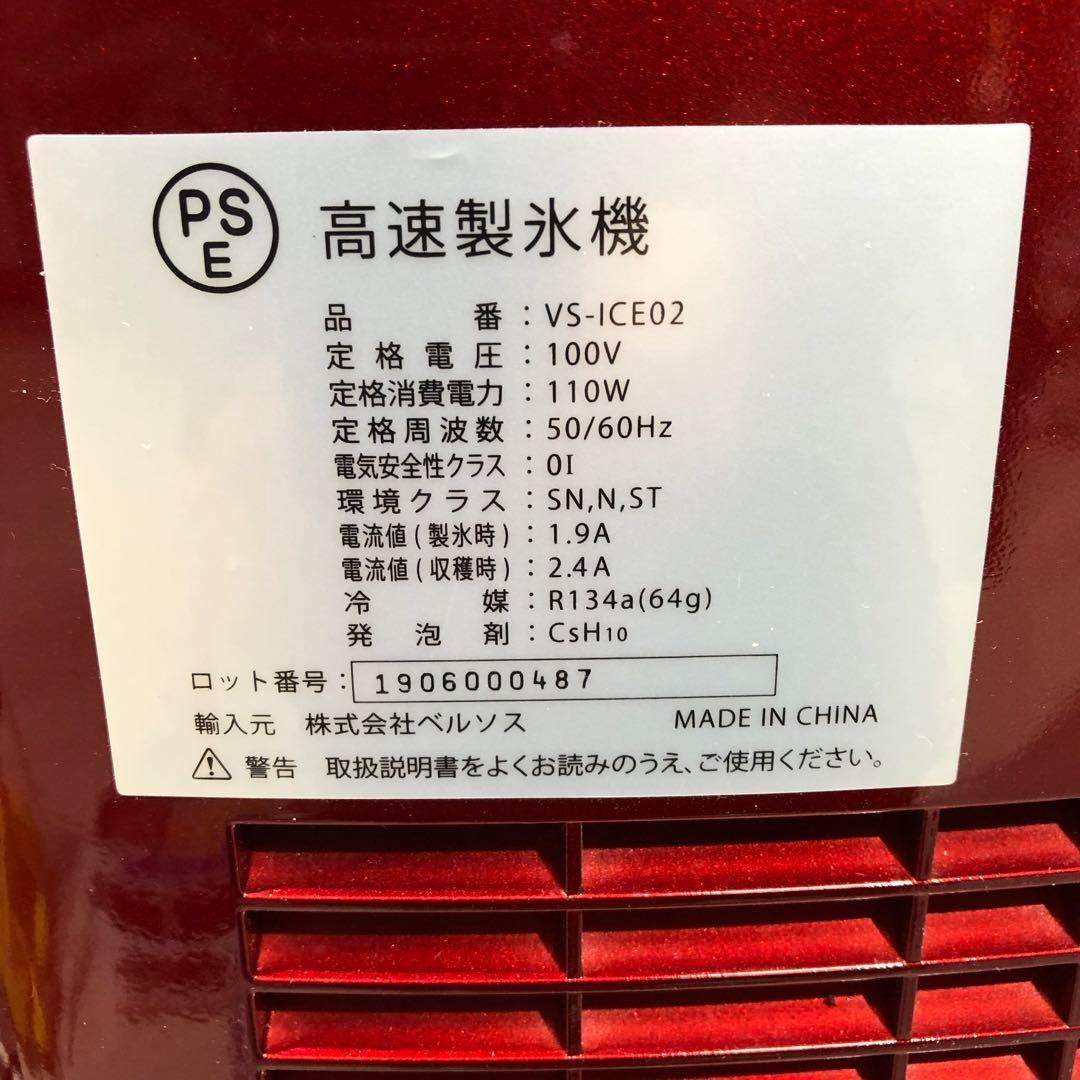 PSE 高速製氷機
品番：VS-ICE02
定格電圧：100V
定格消費電力：110W
定格周波数：50/60Hz
電気安全性クラス：0I
環境クラス：SN,N,ST
電流値(製氷時)：1.9A
電流値(収穫時)：2.4A
冷媒：R134a(64g)
発泡剤：CsH10
ロット番号：1906000487
輸入元 株式会社ベルソス MADE IN CHINA
警告 取扱説明書をよくお読みのうえ、ご使用ください。